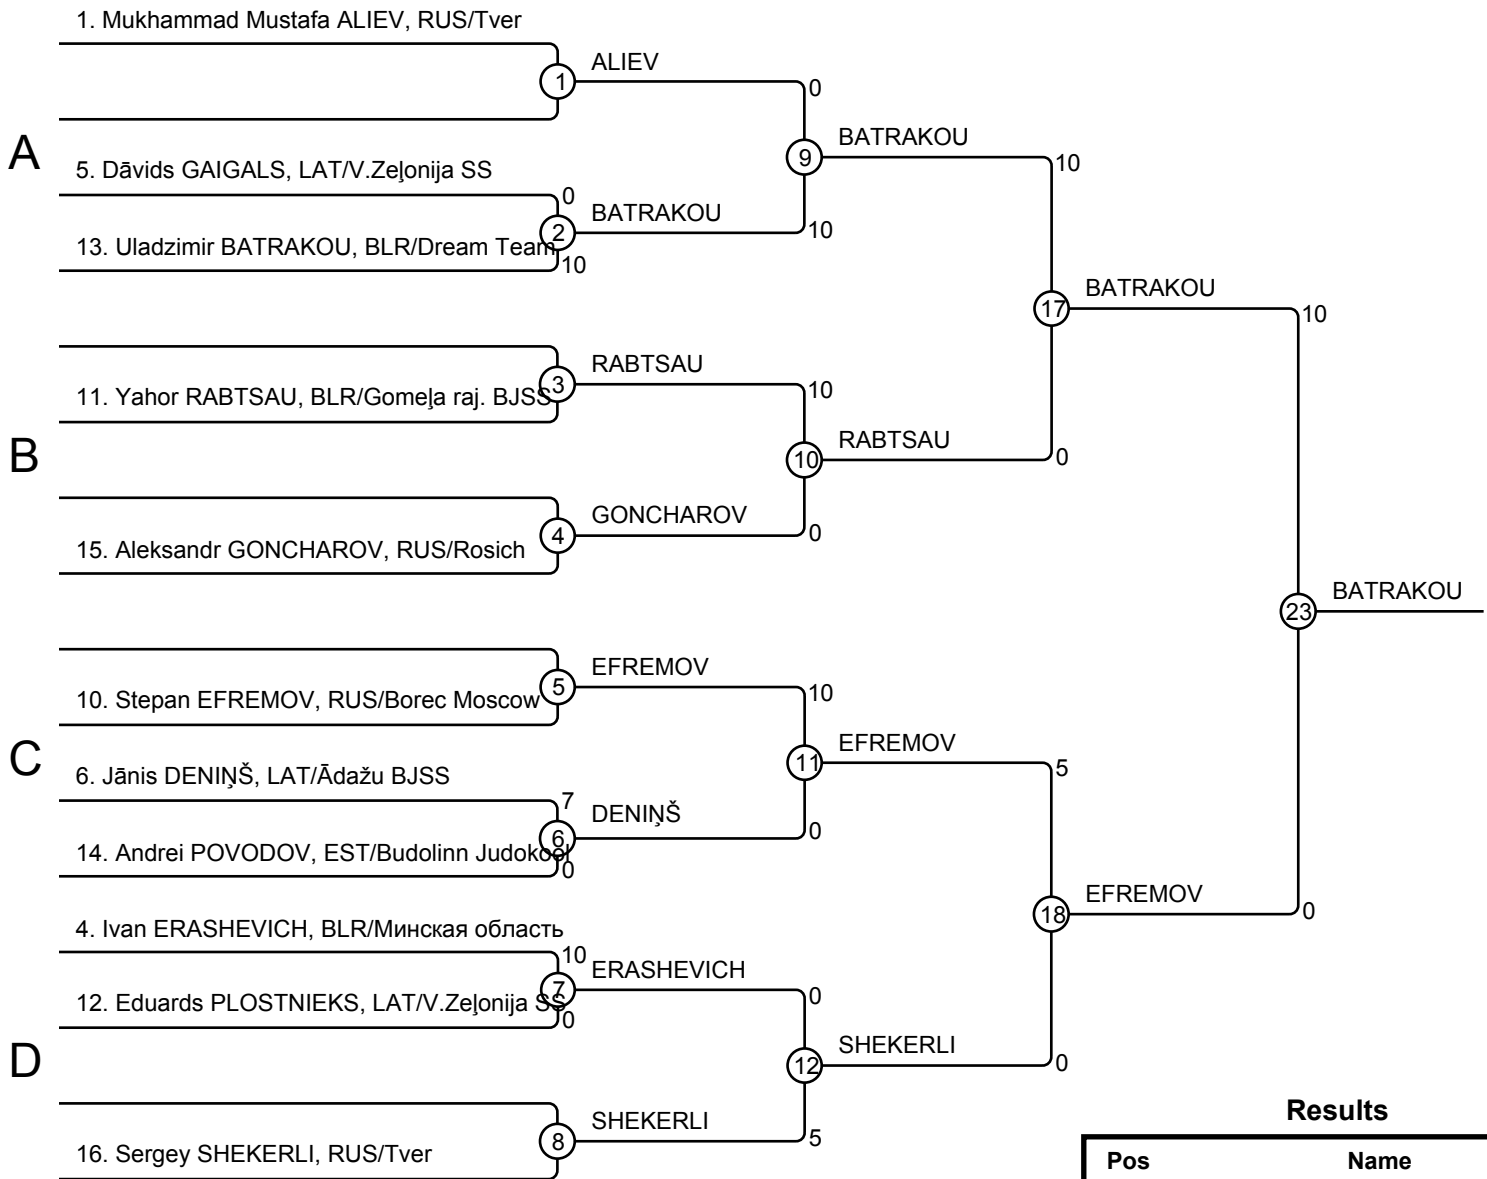 1. Mukhammad Mustafa ALIEV, RUS/Tver
ALIEV
1
0
A
BATRAKOU
9
10
5. Dāvids GAIGALS, LAT/V.Zeļonija SS
0
BATRAKOU
2
10
13. Uladzimir BATRAKOU, BLR/Dream Team
10
BATRAKOU
17
10
RABTSAU
3
10
11. Yahor RABTSAU, BLR/Gomeļa raj. BJSS
B
RABTSAU
10
0
GONCHAROV
4
0
15. Aleksandr GONCHAROV, RUS/Rosich
BATRAKOU
23
EFREMOV
5
10
10. Stepan EFREMOV, RUS/Borec Moscow
C
EFREMOV
11
5
6. Jānis DENIŅŠ, LAT/Ādažu BJSS
7
DENIŅŠ
6
0
14. Andrei POVODOV, EST/Budolinn Judokool
0
EFREMOV
18
0
4. Ivan ERASHEVICH, BLR/Минская область
10
ERASHEVICH
7
0
12. Eduards PLOSTNIEKS, LAT/V.Zeļonija SS
0
D
SHEKERLI
12
0
SHEKERLI
8
5
16. Sergey SHEKERLI, RUS/Tver
Results
Pos Name